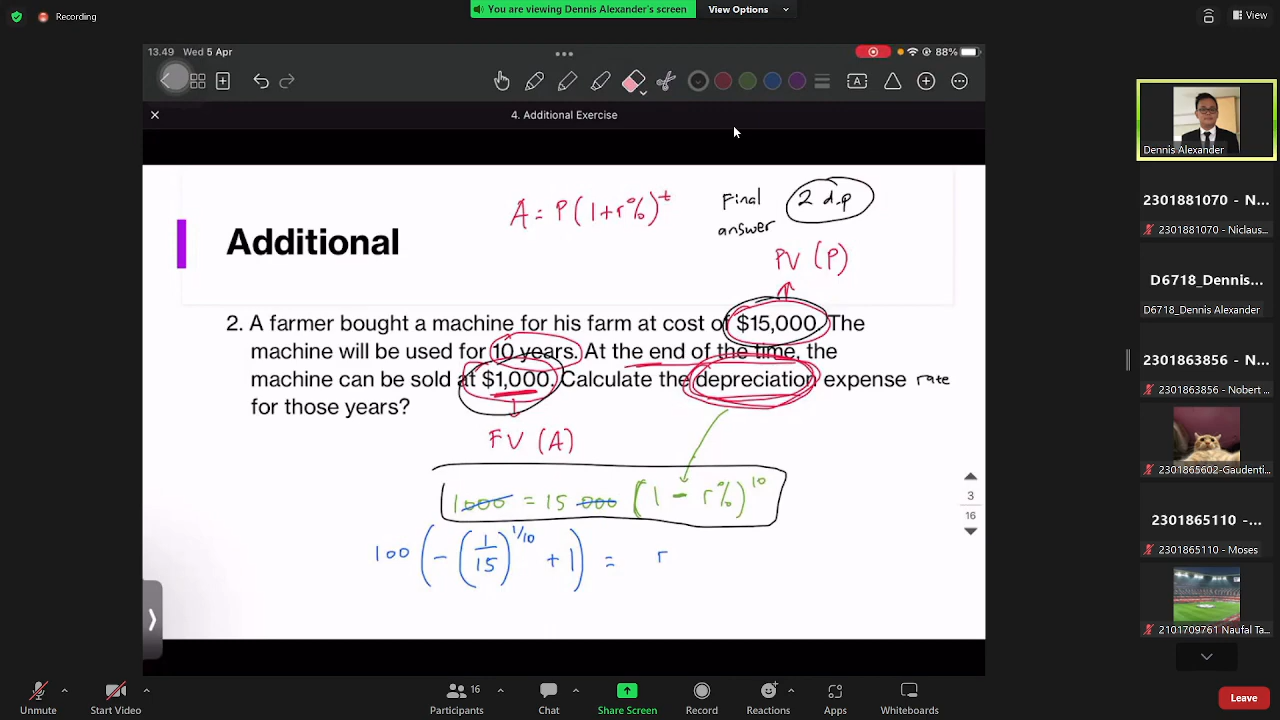 Recording
You are viewing Dennis Alexander's screen
View Options
View
13.49 Wed 5 Apr
88%
4. Additional Exercise
A = P(1+r%)^t
Final answer
2 d.p
Additional
PV (P)
2. A farmer bought a machine for his farm at cost of $15,000. The
machine will be used for 10 years. At the end of the time, the
machine can be sold at $1,000. Calculate the depreciation expense rate
for those years?
FV (A)
1000 = 15 000 (1 - r%)^10
100 (-(1/15)^1/10 + 1) = r
3
16
Dennis Alexander
2301881070 - N...
2301881070 - Niclaus...
D6718_Dennis...
D6718_Dennis Alexander
2301863856 - N...
2301863856 - Nobert ...
2301865602-Gaudenti...
2301865110 - M...
2301865110 - Moses
2101709761 Naufal Ta...
Unmute
Start Video
16
Participants
Chat
Share Screen
Record
Reactions
Apps
Whiteboards
Leave